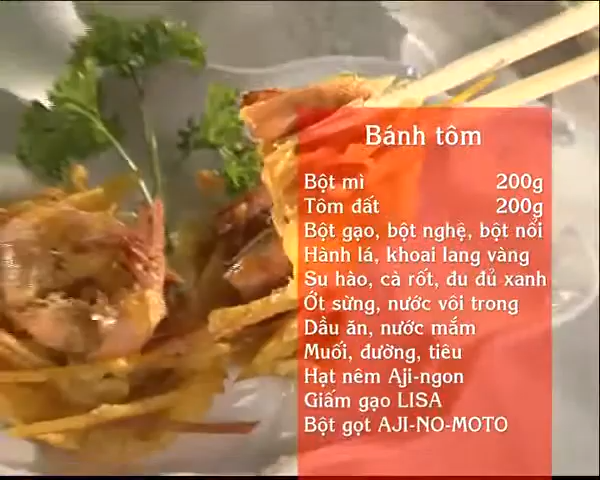 Bánh tôm
Bột mì 200g
Tôm đất 200g
Bột gạo, bột nghệ, bột nổi
Hành lá, khoai lang vàng
Su hào, cà rốt, đu đủ xanh
Ớt sừng, nước vôi trong
Dầu ăn, nước mắm
Muối, đường, tiêu
Hạt nêm Aji-ngon
Giấm gạo LISA
Bột gọt AJI-NO-MOTO